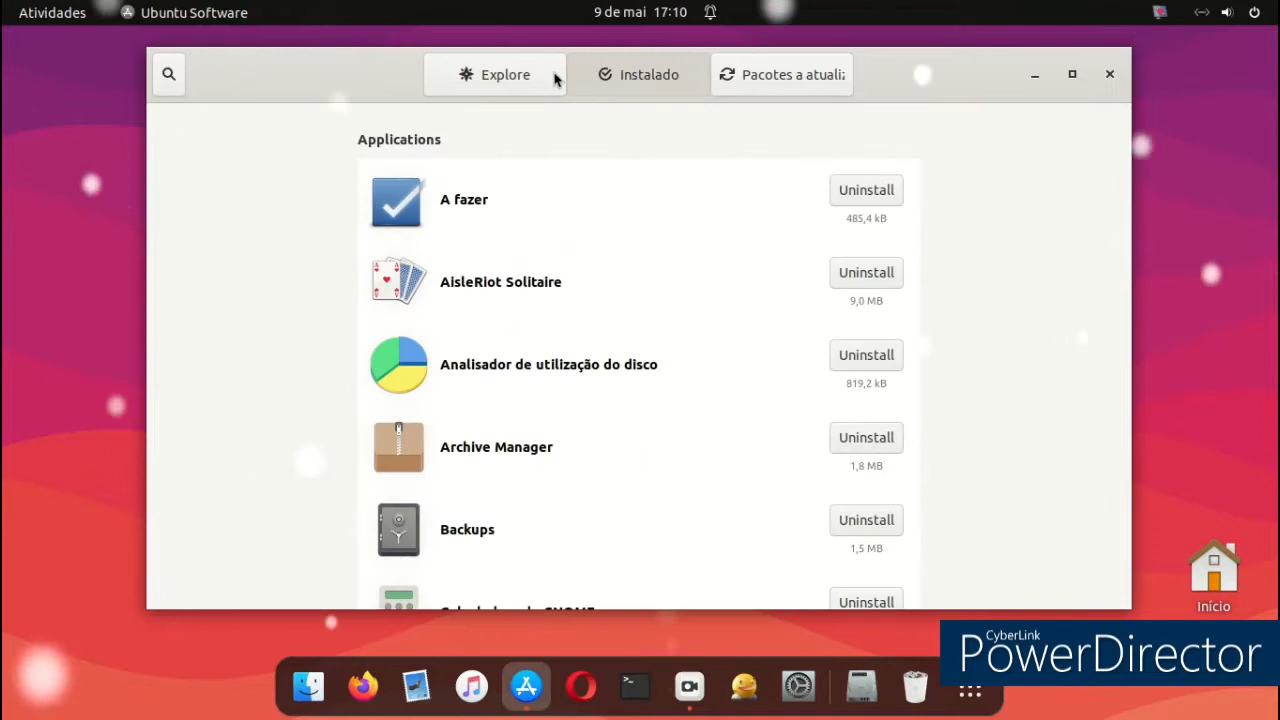 Atividades
Ubuntu Software
9 de mai 17:10
Explore
Instalado
Pacotes a atuali
Applications
A fazer
Uninstall
485,4 kB
AisleRiot Solitaire
Uninstall
9,0 MB
Analisador de utilização do disco
Uninstall
819,2 kB
Archive Manager
Uninstall
1,8 MB
Backups
Uninstall
1,5 MB
Uninstall
Início
CyberLink
PowerDirector